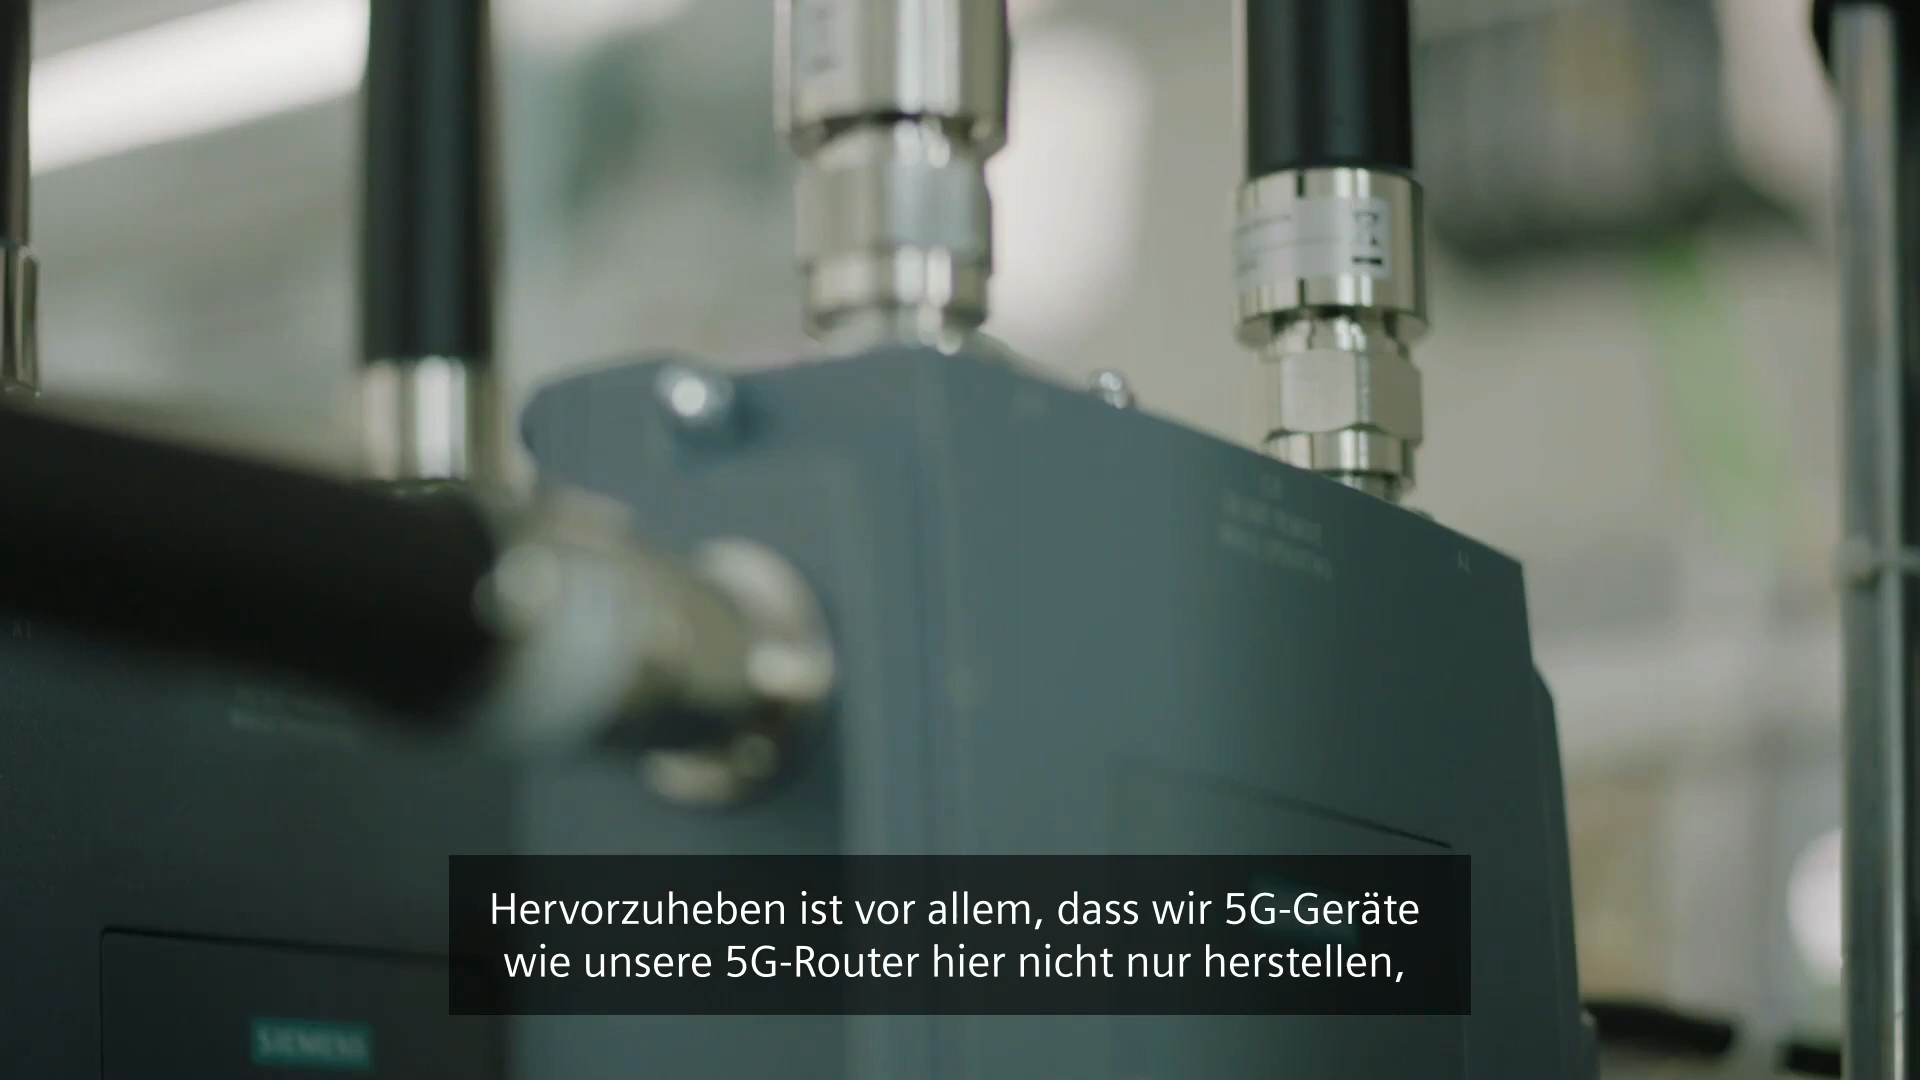 Hervorzuheben ist vor allem, dass wir 5G-Geräte
wie unsere 5G-Router hier nicht nur herstellen,
SIEMENS